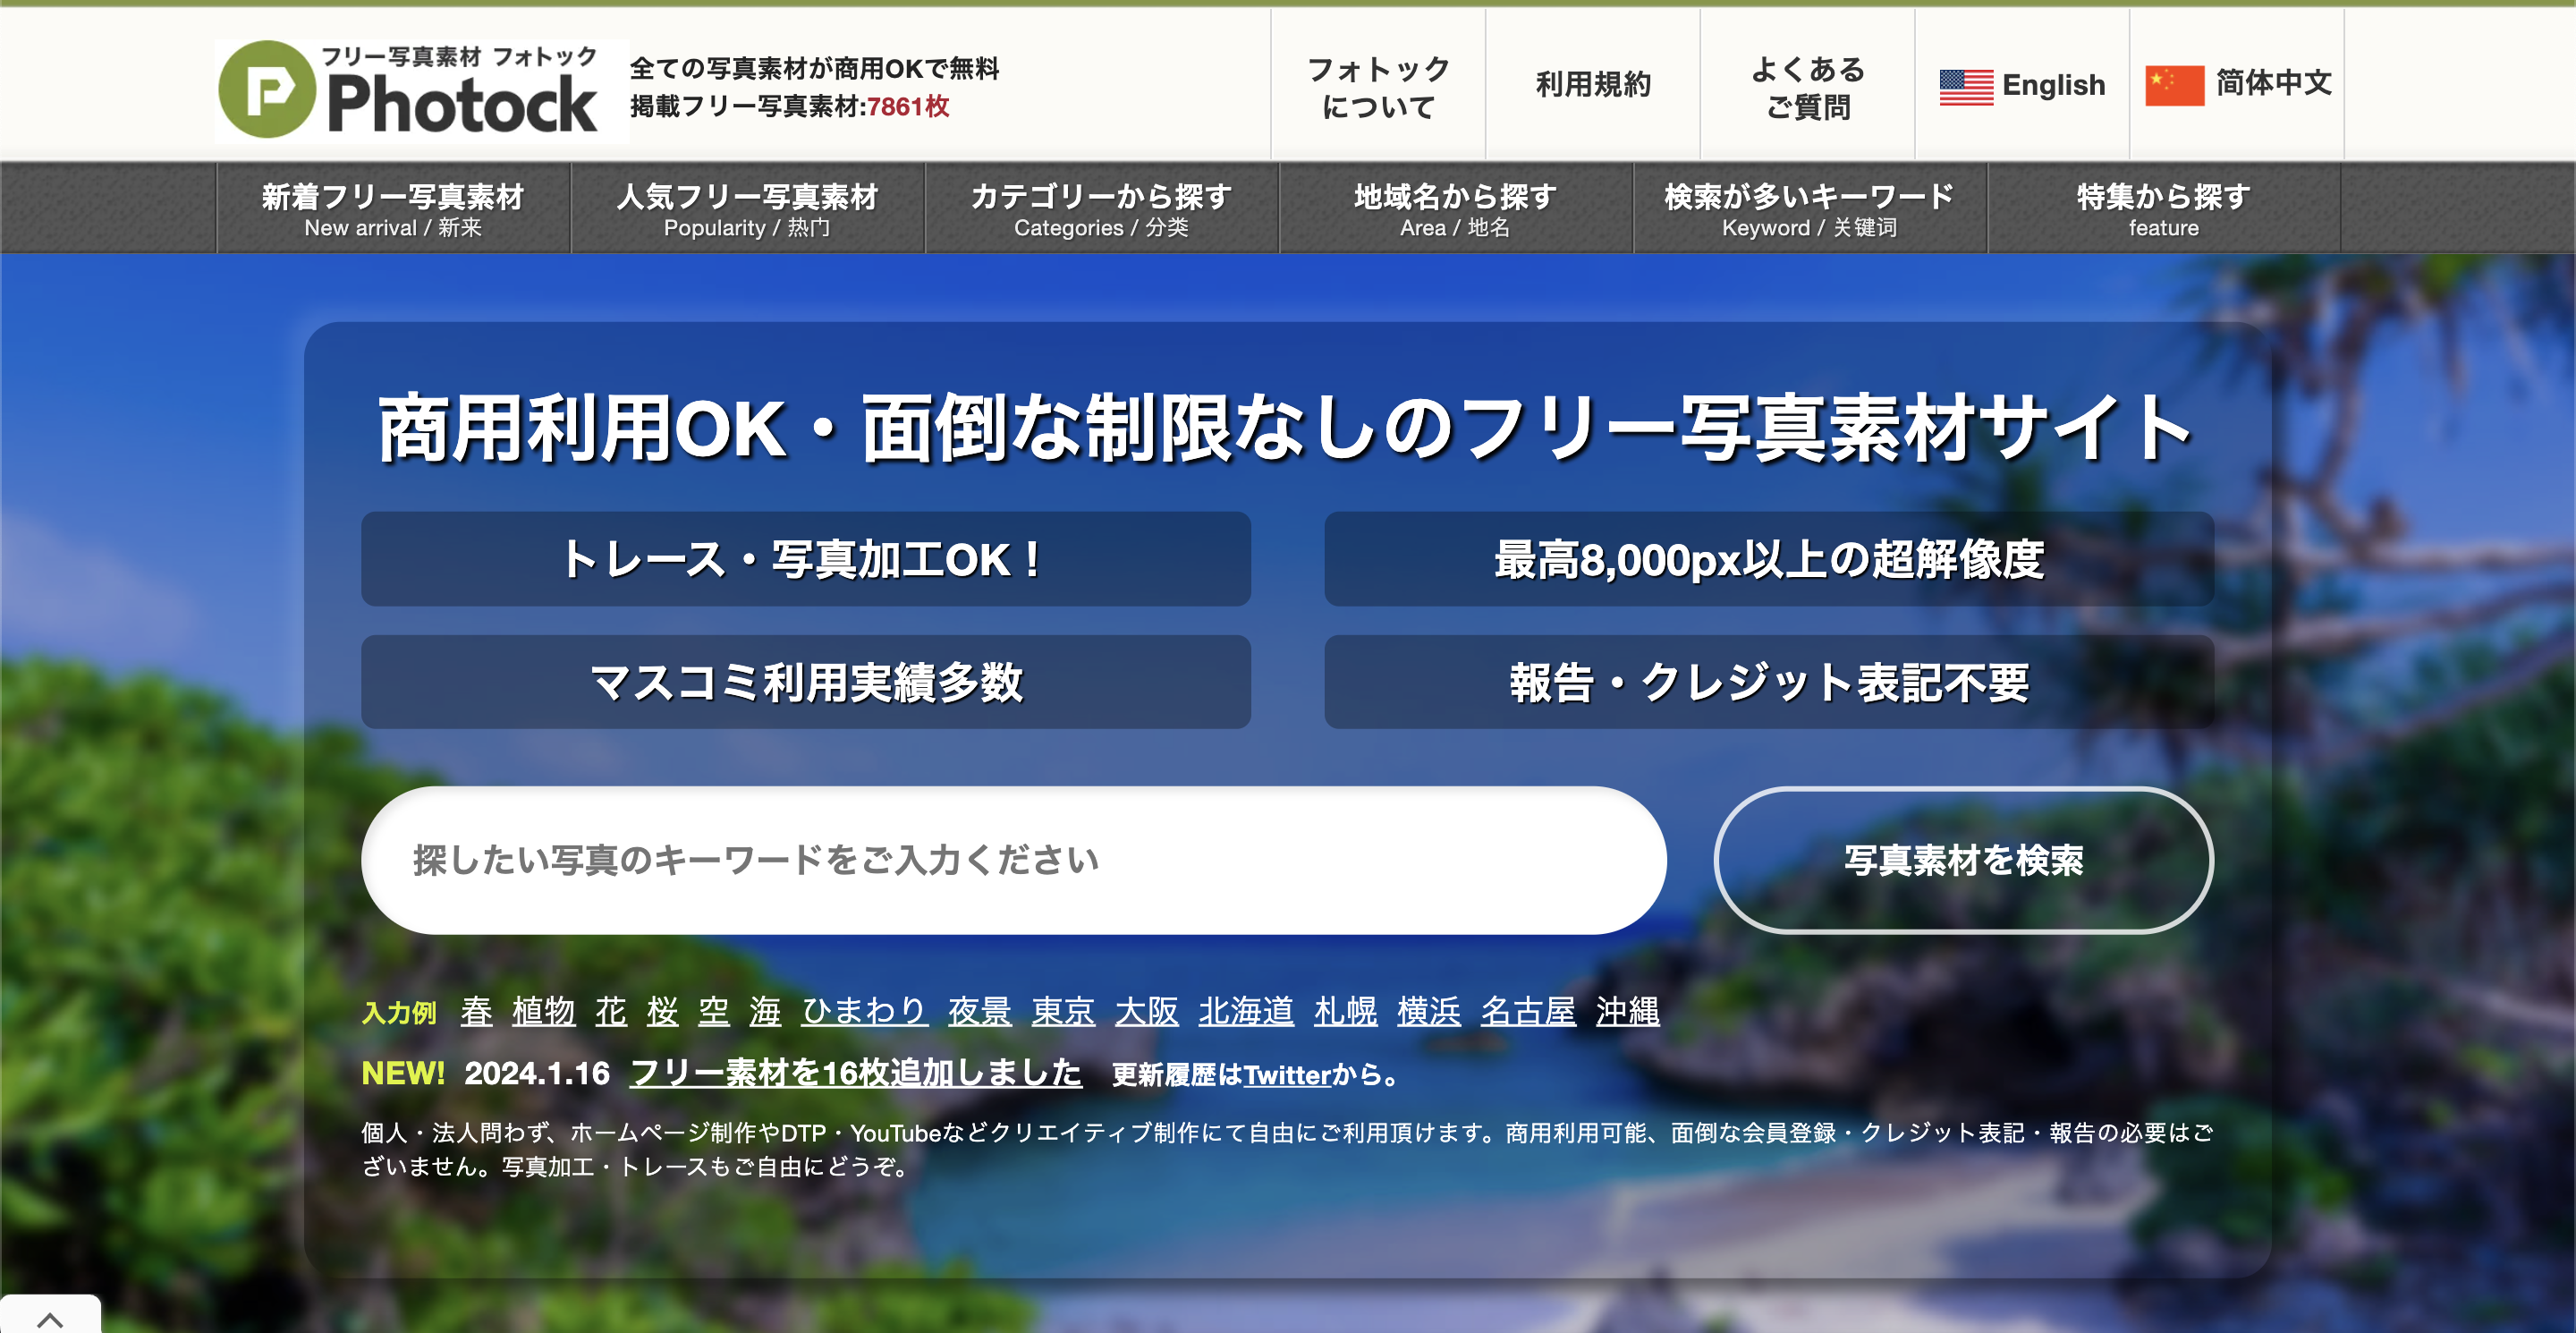 フリー写真素材 フォトック
Photock
全ての写真素材が商用OKで無料
掲載フリー写真素材:7861枚
フォトック
について
利用規約
よくある
ご質問
English
简体中文
新着フリー写真素材
New arrival / 新来
人気フリー写真素材
Popularity / 热门
カテゴリーから探す
Categories / 分类
地域名から探す
Area / 地名
検索が多いキーワード
Keyword / 关键词
特集から探す
feature
商用利用OK・面倒な制限なしのフリー写真素材サイト
トレース・写真加工OK！
最高8,000px以上の超解像度
マスコミ利用実績多数
報告・クレジット表記不要
探したい写真のキーワードをご入力ください
写真素材を検索
入力例 春 植物 花 桜 空 海 ひまわり 夜景 東京 大阪 北海道 札幌 横浜 名古屋 沖縄
NEW! 2024.1.16 フリー素材を16枚追加しました 更新履歴はTwitterから。
個人・法人問わず、ホームページ制作やDTP・YouTubeなどクリエイティブ制作にて自由にご利用頂けます。商用利用可能、面倒な会員登録・クレジット表記・報告の必要はご
ざいません。写真加工・トレースもご自由にどうぞ。